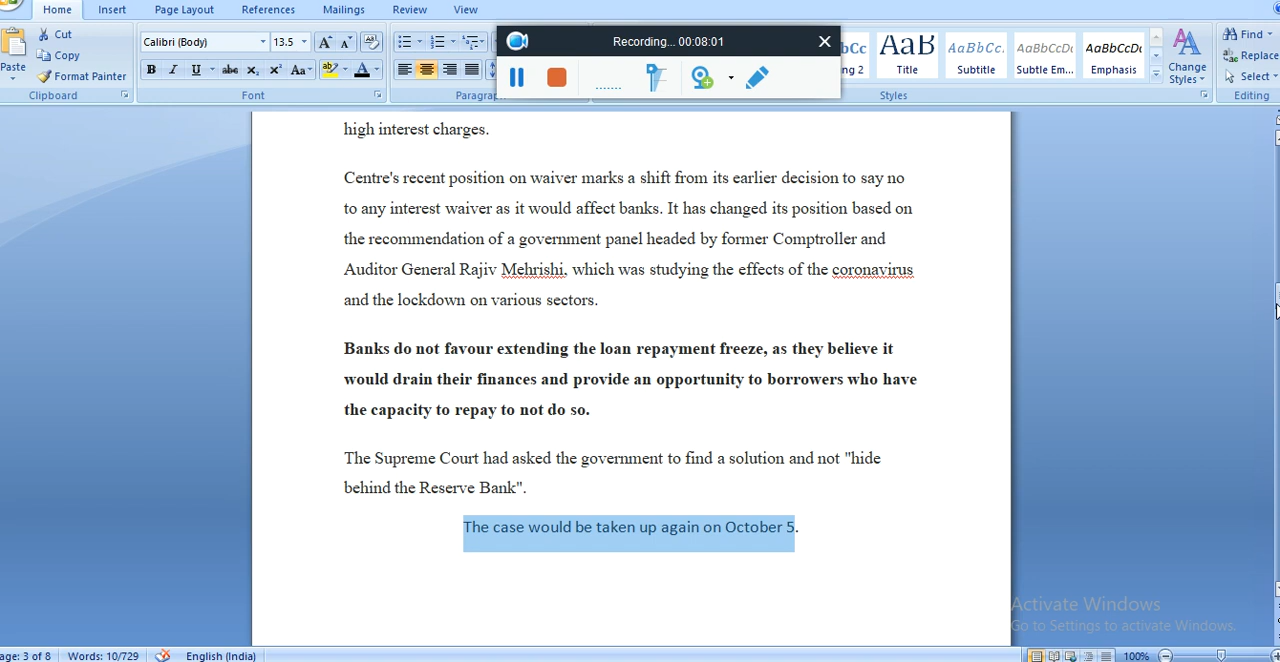 Home Insert Page Layout References Mailings Review View
Cut
Copy
Format Painter
Paste
Clipboard
Calibri (Body) 13.5
Font
Paragraph
Recording... 00:08:01
AaB Title
AaBbCc. Subtitle
AaBbCcDc Subtle Em...
AaBbCcDc Emphasis
Change
Styles
Styles
Find
Replace
Select
Editing
high interest charges.
Centre's recent position on waiver marks a shift from its earlier decision to say no
to any interest waiver as it would affect banks. It has changed its position based on
the recommendation of a government panel headed by former Comptroller and
Auditor General Rajiv Mehrishi, which was studying the effects of the coronavirus
and the lockdown on various sectors.
Banks do not favour extending the loan repayment freeze, as they believe it
would drain their finances and provide an opportunity to borrowers who have
the capacity to repay to not do so.
The Supreme Court had asked the government to find a solution and not "hide
behind the Reserve Bank".
The case would be taken up again on October 5.
Activate Windows
Go to Settings to activate Windows.
age: 3 of 8 Words: 10/729 English (India) 100%